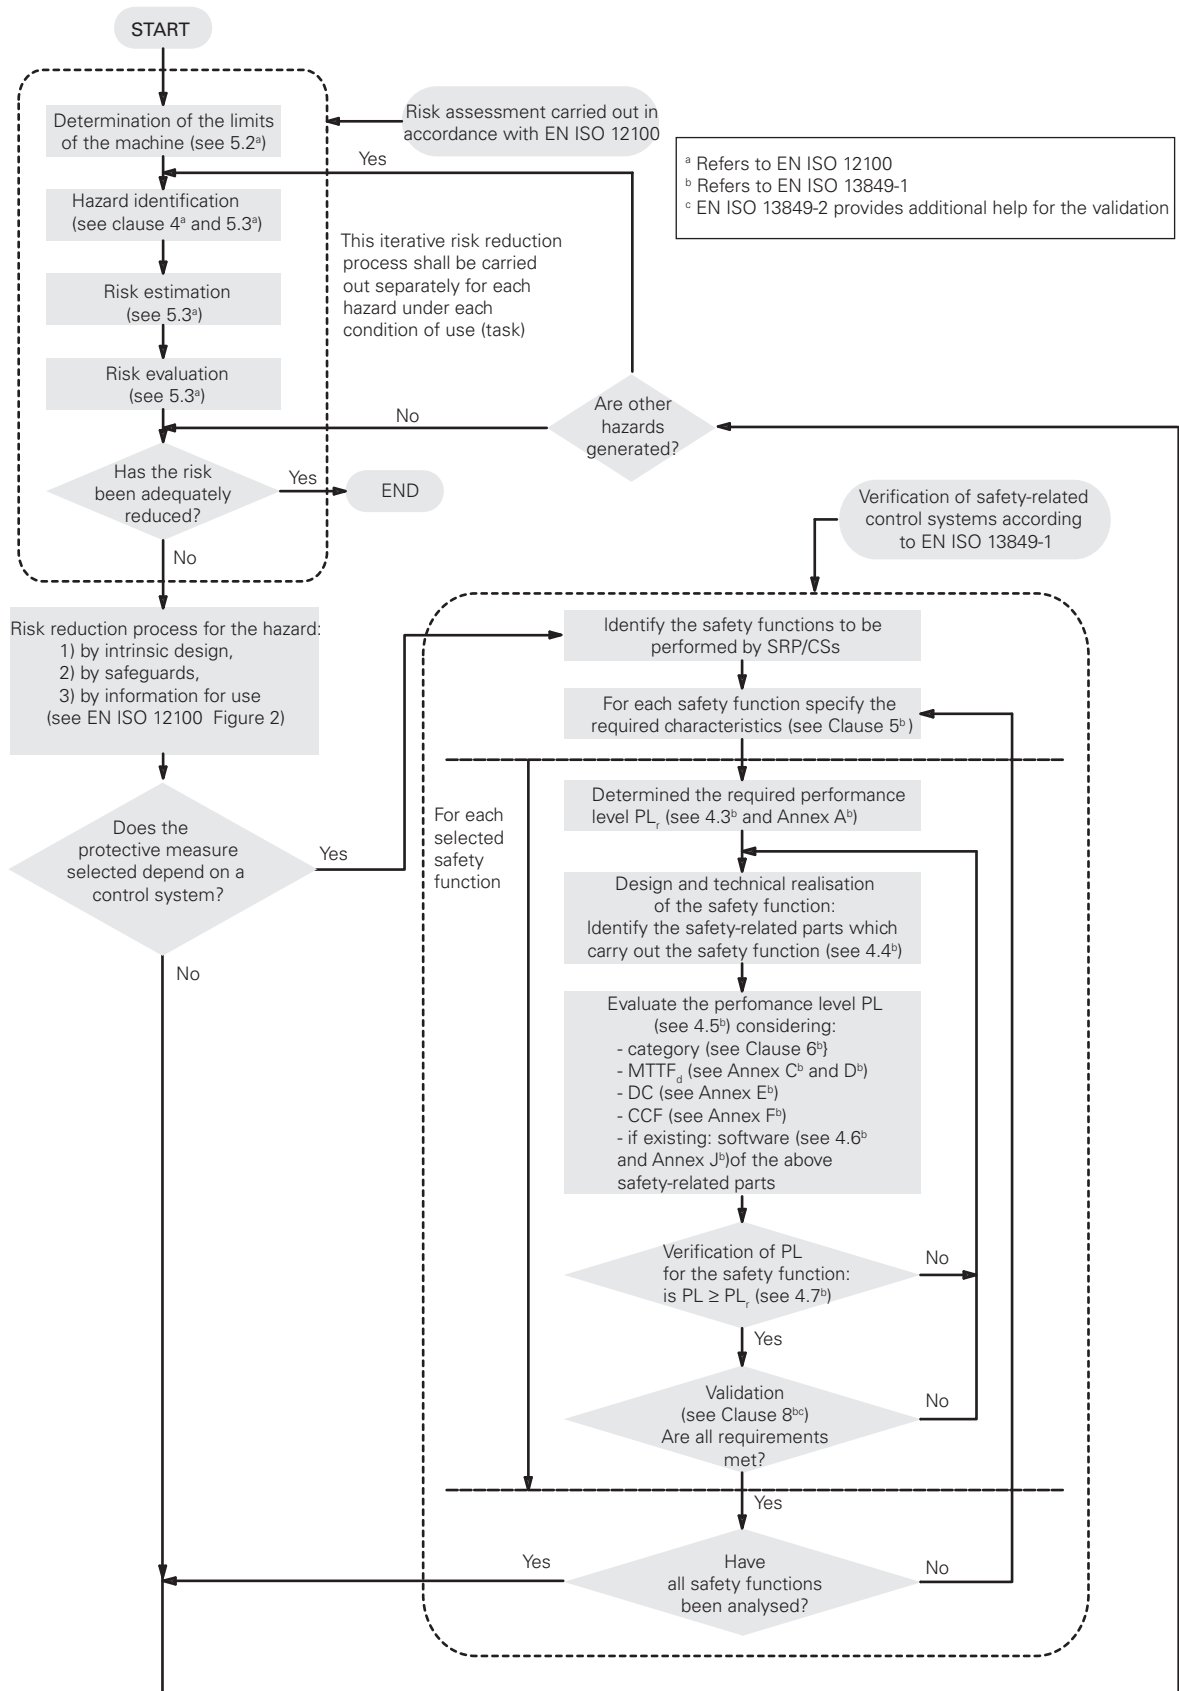 START
Determination of the limits
of the machine (see 5.2ᵃ)
Risk assessment carried out in
accordance with EN ISO 12100
ᵃ Refers to EN ISO 12100
ᵇ Refers to EN ISO 13849-1
ᶜ EN ISO 13849-2 provides additional help for the validation
Yes
Hazard identification
(see clause 4ᵃ and 5.3ᵃ)
This iterative risk reduction
process shall be carried
out separately for each
hazard under each
condition of use (task)
Risk estimation
(see 5.3ᵃ)
Risk evaluation
(see 5.3ᵃ)
No
Are other
hazards
generated?
Has the risk
been adequately
reduced?
Yes
END
No
Verification of safety-related
control systems according
to EN ISO 13849-1
Risk reduction process for the hazard:
1) by intrinsic design,
2) by safeguards,
3) by information for use
(see EN ISO 12100 Figure 2)
Identify the safety functions to be
performed by SRP/CSs
For each safety function specify the
required characteristics (see Clause 5ᵇ)
Does the
protective measure
selected depend on a
control system?
Yes
No
For each
selected
safety
function
Determined the required performance
level PLᵣ (see 4.3ᵇ and Annex Aᵇ)
Design and technical realisation
of the safety function:
Identify the safety-related parts which
carry out the safety function (see 4.4ᵇ)
Evaluate the perfomance level PL
(see 4.5ᵇ) considering:
- category (see Clause 6ᵇ}
- MTTF_d (see Annex Cᵇ and Dᵇ)
- DC (see Annex Eᵇ)
- CCF (see Annex Fᵇ)
- if existing: software (see 4.6ᵇ
and Annex Jᵇ)of the above
safety-related parts
Verification of PL
for the safety function:
is PL ≥ PLᵣ (see 4.7ᵇ)
No
Yes
Validation
(see Clause 8ᵇᶜ)
Are all requirements
met?
No
Yes
Have
all safety functions
been analysed?
Yes
No